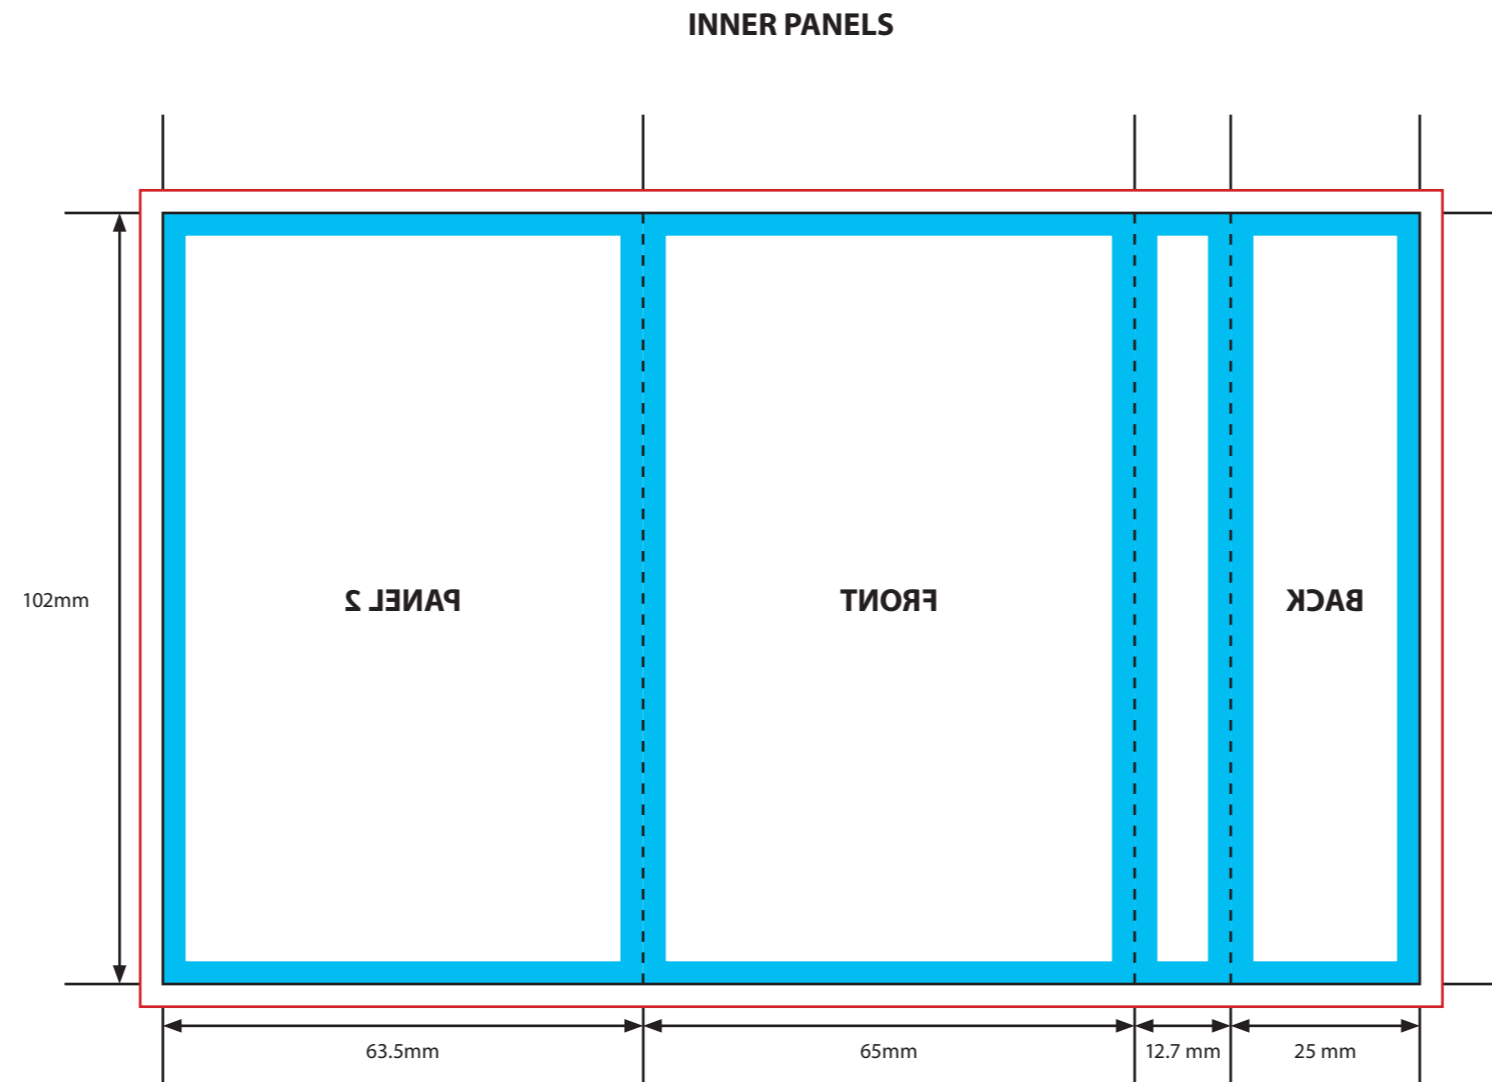 INNER PANELS
102mm
PANEL 2
FRONT
BACK
63.5mm
65mm
12.7 mm
25 mm